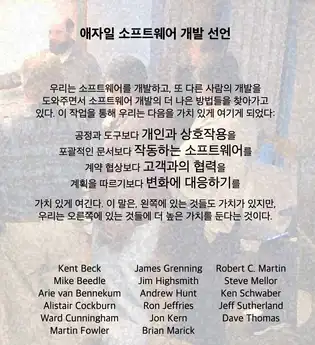 애자일 소프트웨어 개발 선언
우리는 소프트웨어를 개발하고, 또 다른 사람의 개발을
도와주면서 소프트웨어 개발의 더 나은 방법들을 찾아가고
있다. 이 작업을 통해 우리는 다음을 가치 있게 여기게 되었다:
공정과 도구보다 개인과 상호작용을
포괄적인 문서보다 작동하는 소프트웨어를
계약 협상보다 고객과의 협력을
계획을 따르기보다 변화에 대응하기를
가치 있게 여긴다. 이 말은, 왼쪽에 있는 것들도 가치가 있지만,
우리는 오른쪽에 있는 것들에 더 높은 가치를 둔다는 것이다.
Kent Beck James Grenning Robert C. Martin
Mike Beedle Jim Highsmith Steve Mellor
Arie van Bennekum Andrew Hunt Ken Schwaber
Alistair Cockburn Ron Jeffries Jeff Sutherland
Ward Cunningham Jon Kern Dave Thomas
Martin Fowler Brian Marick